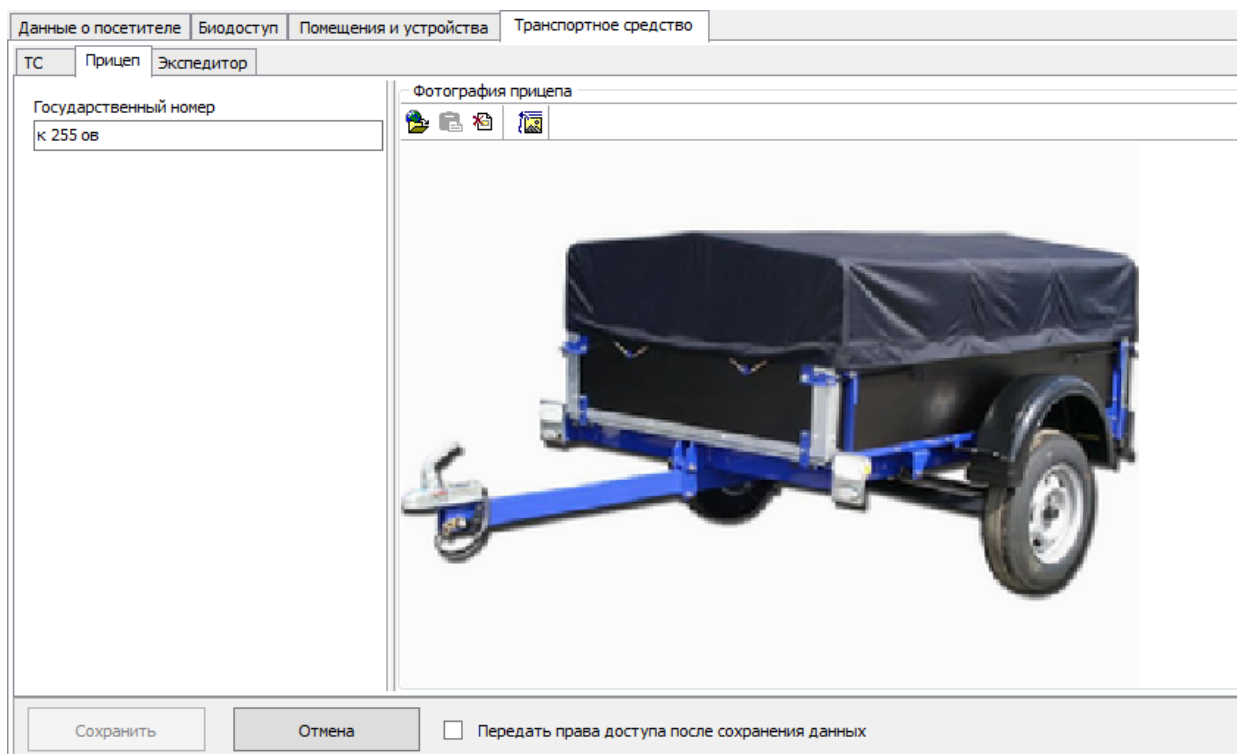 Данные о посетителе Биодоступ Помещения и устройства Транспортное средство
ТС Прицеп Экспедитор
Государственный номер
к 255 ов
Фотография прицепа
Сохранить Отмена Передать права доступа после сохранения данных